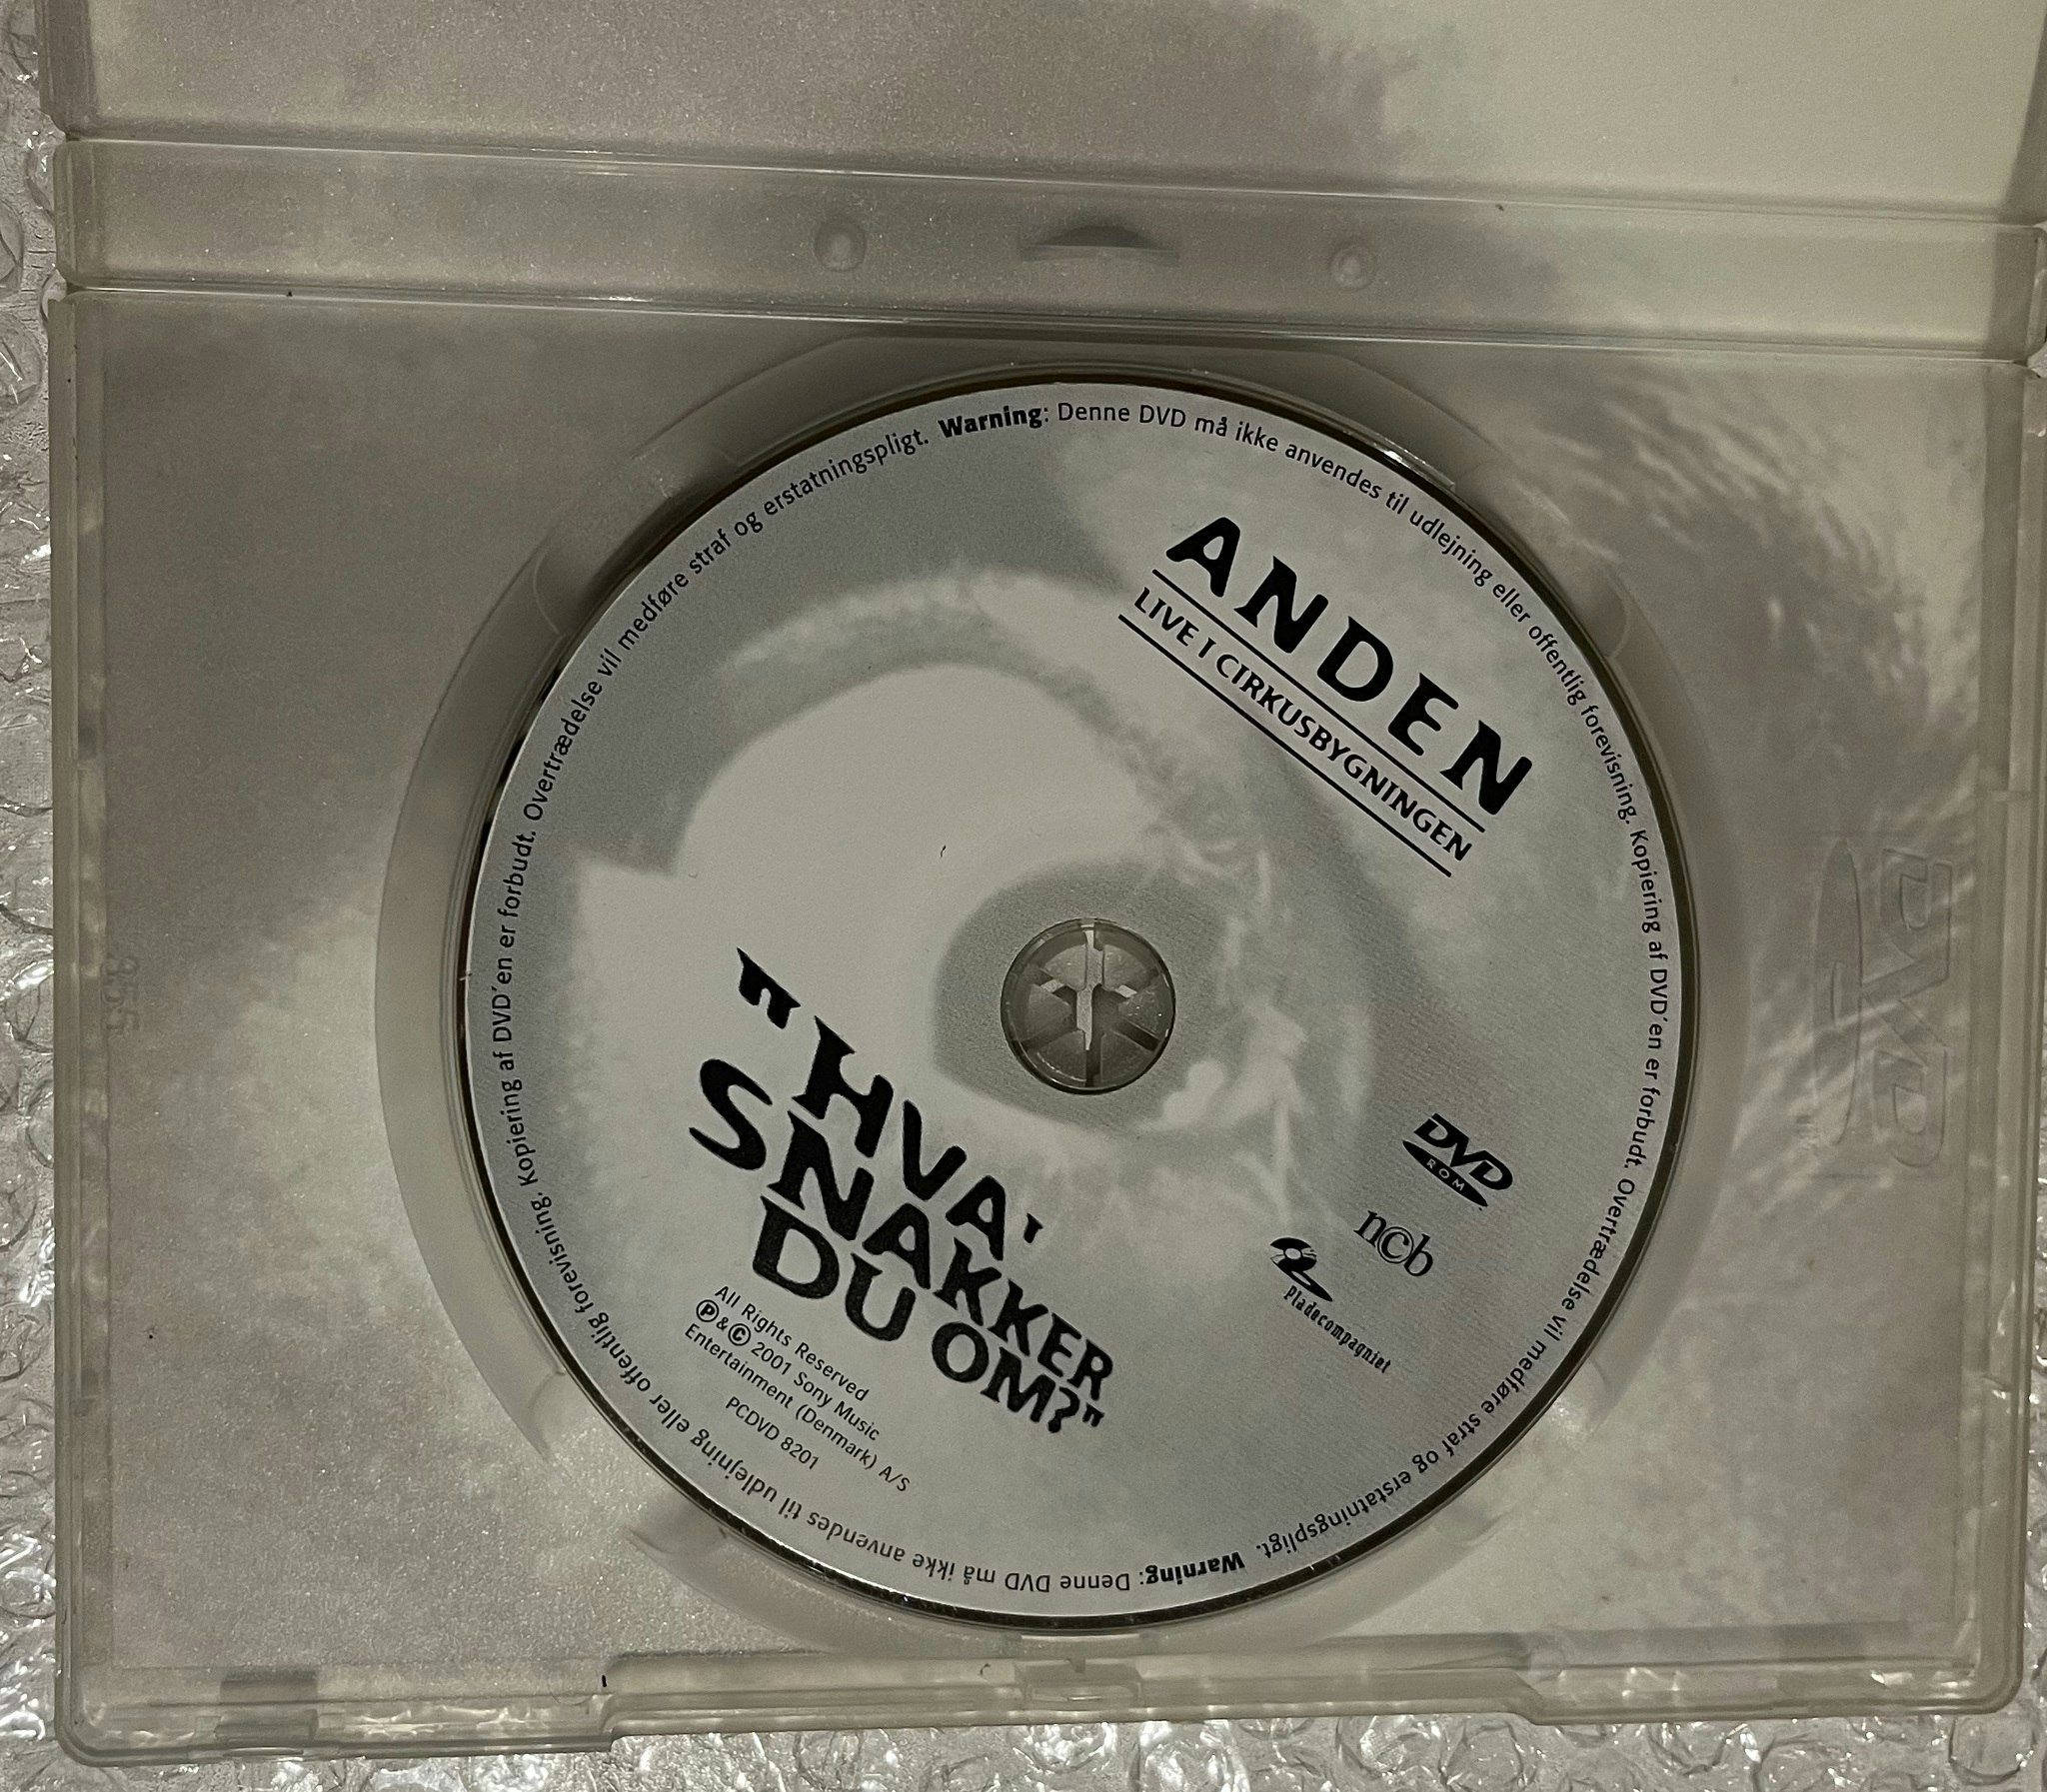 ANDEN
LIVE I CIRKUSBYGNINGEN
"HVA'
SNAKKER
DU OM?"
All Rights Reserved
Ⓟ & © 2001 Sony Music
Entertainment (Denmark) A/S
PCDVD 8201
DVD
ROM
n©b
Pladecompagniet
Warning: Denne DVD må ikke anvendes til udlejning eller offentlig forevisning. Kopiering af DVD´en er forbudt. Overtrædelse vil medføre straf og erstatningspligt.
Warning: Denne DVD må ikke anvendes til udlejning eller offentlig forevisning. Kopiering af DVD´en er forbudt. Overtrædelse vil medføre straf og erstatningspligt.
DVD